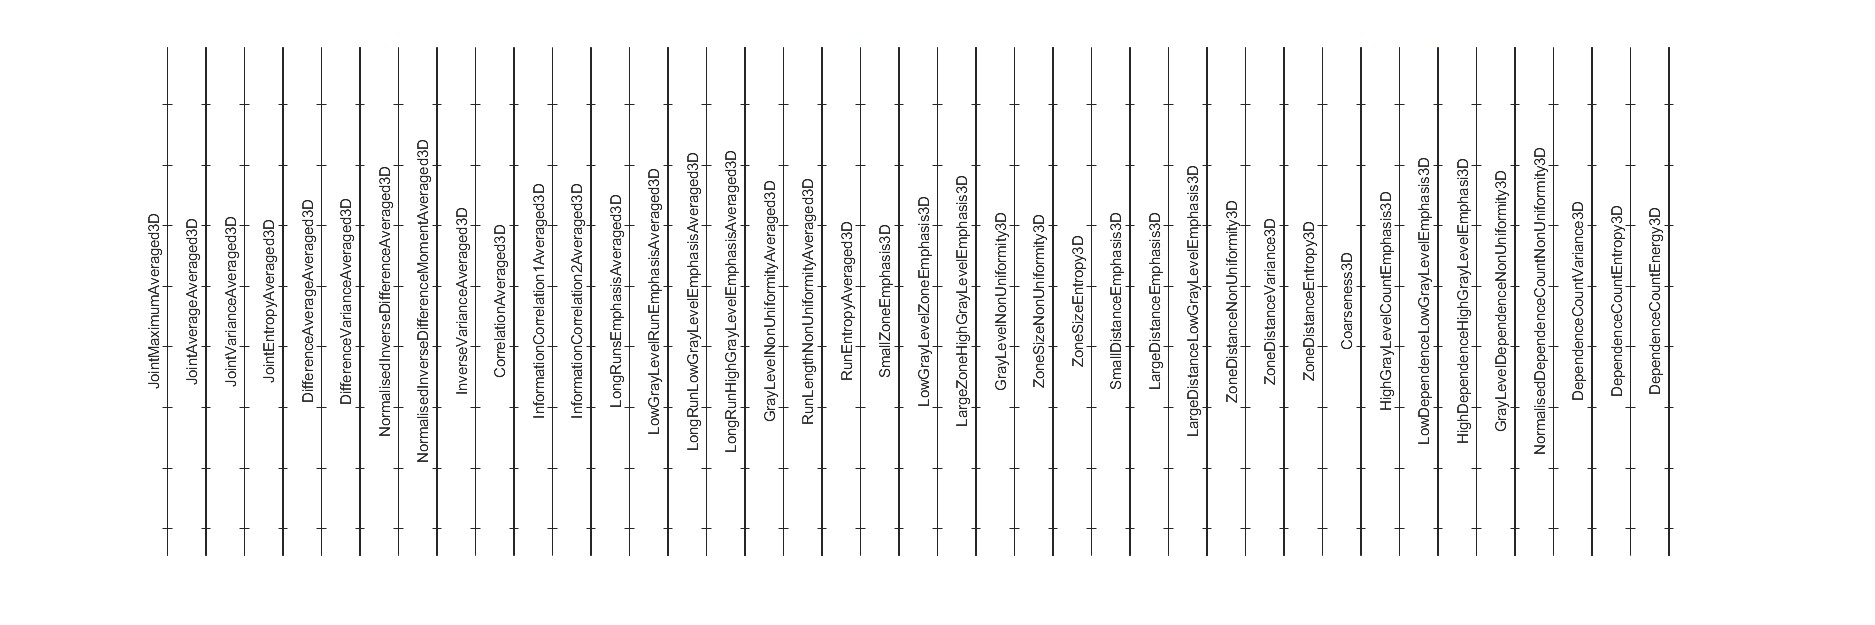 JointMaximumAveraged3D
JointAverageAveraged3D
JointVarianceAveraged3D
JointEntropyAveraged3D
DifferenceAverageAveraged3D
DifferenceVarianceAveraged3D
NormalisedInverseDifferenceAveraged3D
NormalisedInverseDifferenceMomentAveraged3D
InverseVarianceAveraged3D
CorrelationAveraged3D
InformationCorrelation1Averaged3D
InformationCorrelation2Averaged3D
LongRunsEmphasisAveraged3D
LowGrayLevelRunEmphasisAveraged3D
LongRunLowGrayLevelEmphasisAveraged3D
LongRunHighGrayLevelEmphasisAveraged3D
GrayLevelNonUniformityAveraged3D
RunLengthNonUniformityAveraged3D
RunEntropyAveraged3D
SmallZoneEmphasis3D
LowGrayLevelZoneEmphasis3D
LargeZoneHighGrayLevelEmphasis3D
GrayLevelNonUniformity3D
ZoneSizeNonUniformity3D
ZoneSizeEntropy3D
SmallDistanceEmphasis3D
LargeDistanceEmphasis3D
LargeDistanceLowGrayLevelEmphasis3D
ZoneDistanceNonUniformity3D
ZoneDistanceVariance3D
ZoneDistanceEntropy3D
Coarseness3D
HighGrayLevelCountEmphasis3D
LowDependenceLowGrayLevelEmphasis3D
HighDependenceHighGrayLevelEmphasi3D
GrayLevelDependenceNonUniformity3D
NormalisedDependenceCountNonUniformity3D
DependenceCountVariance3D
DependenceCountEntropy3D
DependenceCountEnergy3D